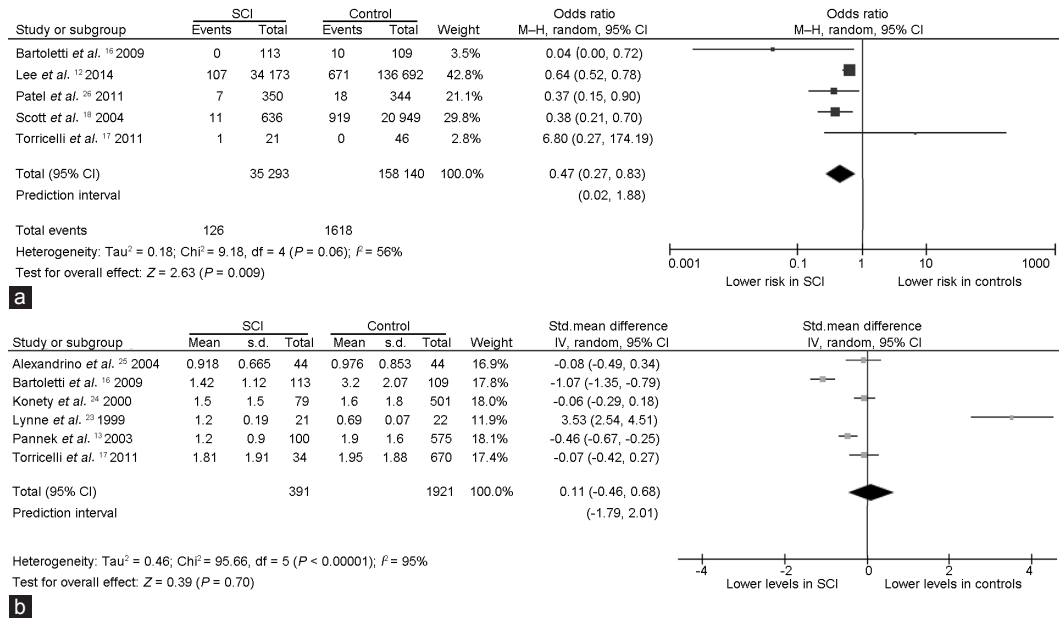 SCI Control Odds ratio Odds ratio
Study or subgroup Events Total Events Total Weight M–H, random, 95% CI M–H, random, 95% CI
Bartoletti et al. 16 2009 0 113 10 109 3.5% 0.04 (0.00, 0.72)
Lee et al. 12 2014 107 34 173 671 136 692 42.8% 0.64 (0.52, 0.78)
Patel et al. 26 2011 7 350 18 344 21.1% 0.37 (0.15, 0.90)
Scott et al. 18 2004 11 636 919 20 949 29.8% 0.38 (0.21, 0.70)
Torricelli et al. 17 2011 1 21 0 46 2.8% 6.80 (0.27, 174.19)
Total (95% CI) 35 293 158 140 100.0% 0.47 (0.27, 0.83)
Prediction interval (0.02, 1.88)
Total events 126 1618
Heterogeneity: Tau2 = 0.18; Chi2 = 9.18, df = 4 (P = 0.06); I2 = 56%
Test for overall effect: Z = 2.63 (P = 0.009)
0.001 0.1 1 10 1000
Lower risk in SCI Lower risk in controls
a
SCI Control Std.mean difference Std.mean difference
Study or subgroup Mean s.d. Total Mean s.d. Total Weight IV, random, 95% CI IV, random, 95% CI
Alexandrino et al. 25 2004 0.918 0.665 44 0.976 0.853 44 16.9% -0.08 (-0.49, 0.34)
Bartoletti et al. 16 2009 1.42 1.12 113 3.2 2.07 109 17.8% -1.07 (-1.35, -0.79)
Konety et al. 24 2000 1.5 1.5 79 1.6 1.8 501 18.0% -0.06 (-0.29, 0.18)
Lynne et al. 23 1999 1.2 0.19 21 0.69 0.07 22 11.9% 3.53 (2.54, 4.51)
Pannek et al. 13 2003 1.2 0.9 100 1.9 1.6 575 18.1% -0.46 (-0.67, -0.25)
Torricelli et al. 17 2011 1.81 1.91 34 1.95 1.88 670 17.4% -0.07 (-0.42, 0.27)
Total (95% CI) 391 1921 100.0% 0.11 (-0.46, 0.68)
Prediction interval (-1.79, 2.01)
Heterogeneity: Tau2 = 0.46; Chi2 = 95.66, df = 5 (P < 0.00001); I2 = 95%
Test for overall effect: Z = 0.39 (P = 0.70)
-4 -2 0 2 4
Lower levels in SCI Lower levels in controls
b